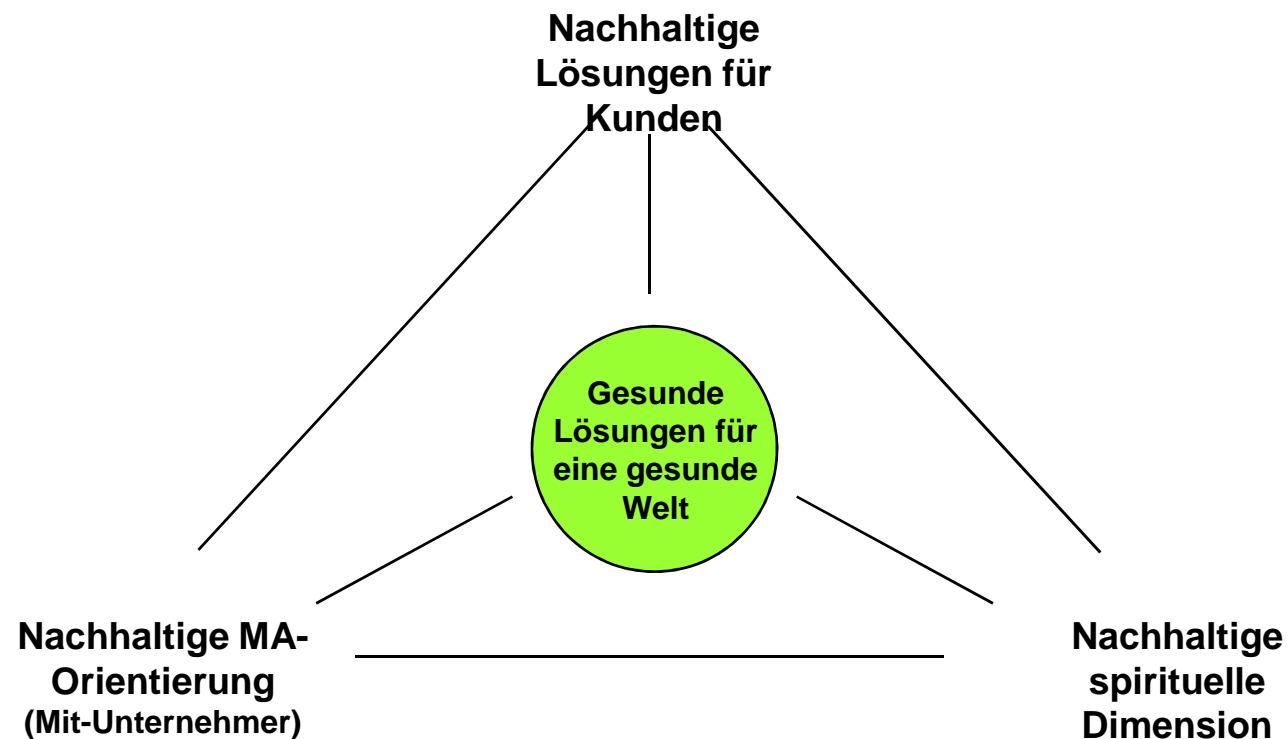 Nachhaltige
Lösungen für
Kunden
Gesunde
Lösungen für
eine gesunde
Welt
Nachhaltige MA-
Orientierung
(Mit-Unternehmer)
Nachhaltige
spirituelle
Dimension